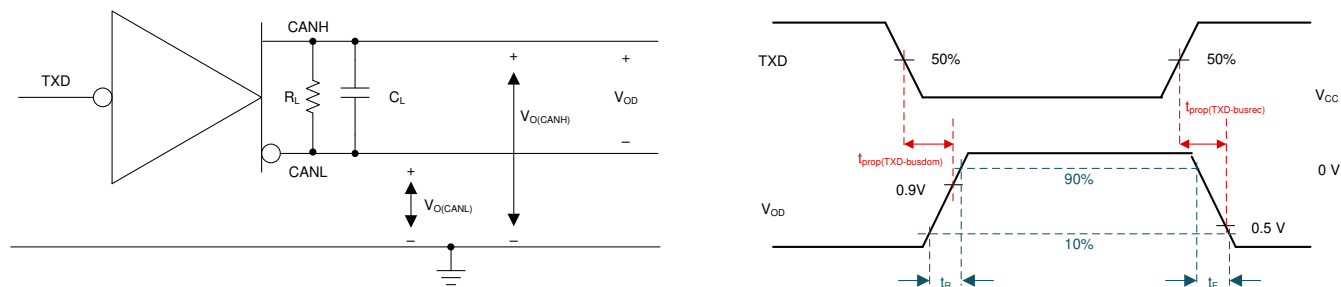 CANH
TXD
RL
CL
VO(CANH)
+
+
VOD
–
CANL
+
VO(CANL)
–
–
TXD
50%
50%
VCC
tprop(TXD-busrec)
tprop(TXD-busdom)
0 V
90%
0.9V
VOD
0.5 V
10%
tR
tF